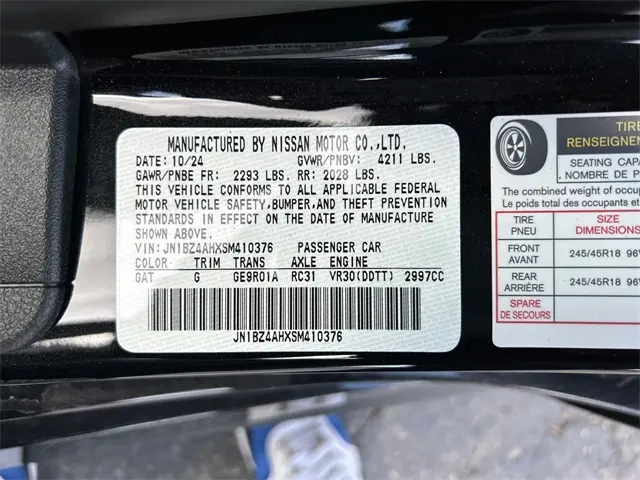 MANUFACTURED BY NISSAN MOTOR CO.,LTD.
DATE: 10/24 GVWR/PNBV: 4211 LBS.
GAWR/PNBE FR: 2293 LBS. RR: 2028 LBS.
THIS VEHICLE CONFORMS TO ALL APPLICABLE FEDERAL
MOTOR VEHICLE SAFETY,BUMPER,AND THEFT PREVENTION
STANDARDS IN EFFECT ON THE DATE OF MANUFACTURE
SHOWN ABOVE.
VIN: JN1BZ4AHXSM410376 PASSENGER CAR
COLOR TRIM TRANS AXLE ENGINE
GAT G GE9R01A RC31 VR30(DDTT) 2997CC
JN1BZ4AHXSM410376
TIRE
RENSEIGNEM
SEATING CAPA
NOMBRE DE P
The combined weight of occup
Le poids total des occupants
TIRE SIZE
PNEU DIMENSIONS
FRONT 245/45R18 96
AVANT
REAR 245/45R18 96
ARRIÈRE
SPARE
DE SECOURS